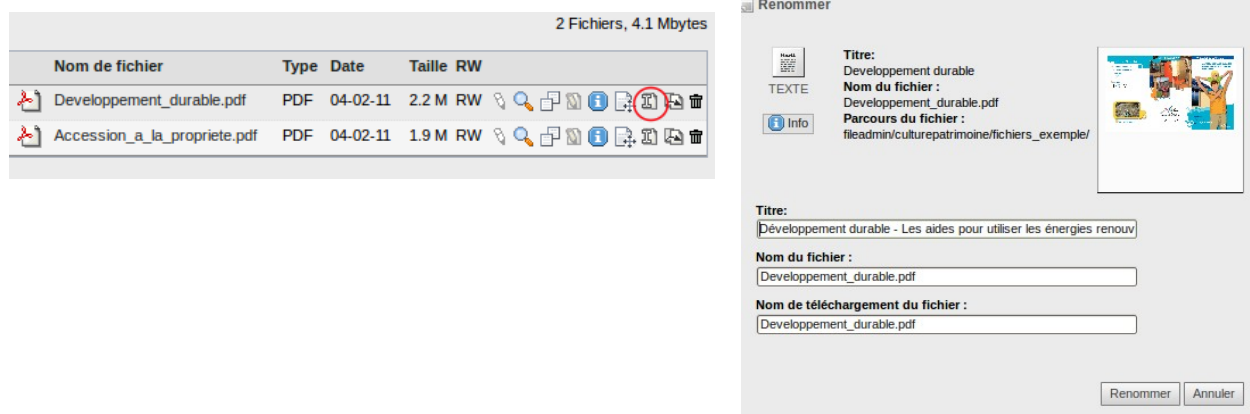 2 Fichiers, 4.1 Mbytes
Nom de fichier Type Date Taille RW
Developpement_durable.pdf PDF 04-02-11 2.2 M RW
Accession_a_la_propriete.pdf PDF 04-02-11 1.9 M RW
Renommer
TEXTE
Info
Titre:
Developpement durable
Nom du fichier :
Developpement_durable.pdf
Parcours du fichier :
fileadmin/culturepatrimoine/fichiers_exemple/
Titre:
Développement durable - Les aides pour utiliser les énergies renouv
Nom du fichier :
Developpement_durable.pdf
Nom de téléchargement du fichier :
Developpement_durable.pdf
Renommer Annuler